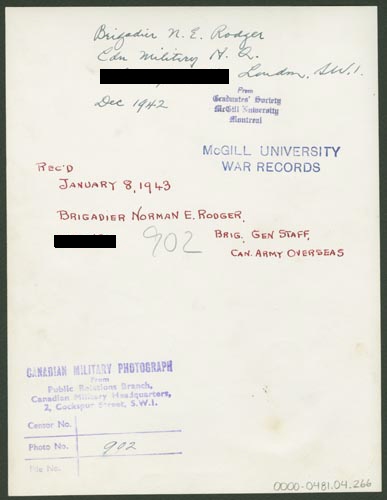 Brigadier N. E. Rodger
Cdn Military H.Q.
London, S.W.1.
Dec 1942
From
Graduates' Society
McGill University
Montreal
McGILL UNIVERSITY
WAR RECORDS
REC'D
JANUARY 8, 1943
BRIGADIER NORMAN E. RODGER,
902
BRIG. GEN STAFF,
CAN. ARMY OVERSEAS
CANADIAN MILITARY PHOTOGRAPH
From
Public Relations Branch,
Canadian Military Headquarters,
2, Cockspur Street, S.W.1.
Censor No.
Photo No. 902
File No.
0000-0481.04.266